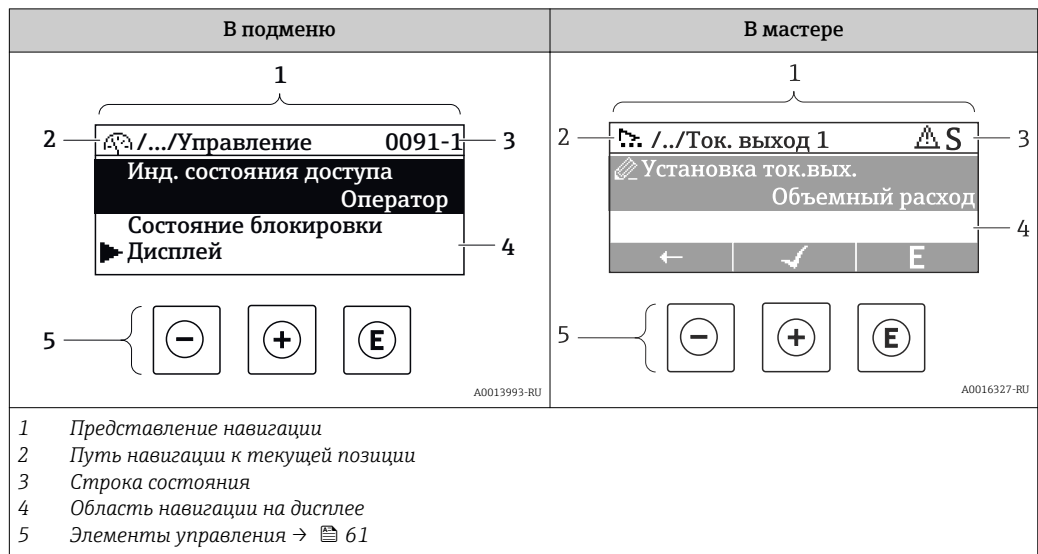 В подменю
В мастере
1
2
/.../Управление 0091-1
3
Инд. состояния доступа
Оператор
Состояние блокировки
Дисплей
4
5
E
A0013993-RU
1
2
/../Ток. выход 1 S
3
Установка ток.вых.
Объемный расход
4
E
5
E
A0016327-RU
1 Представление навигации
2 Путь навигации к текущей позиции
3 Строка состояния
4 Область навигации на дисплее
5 Элементы управления → 61